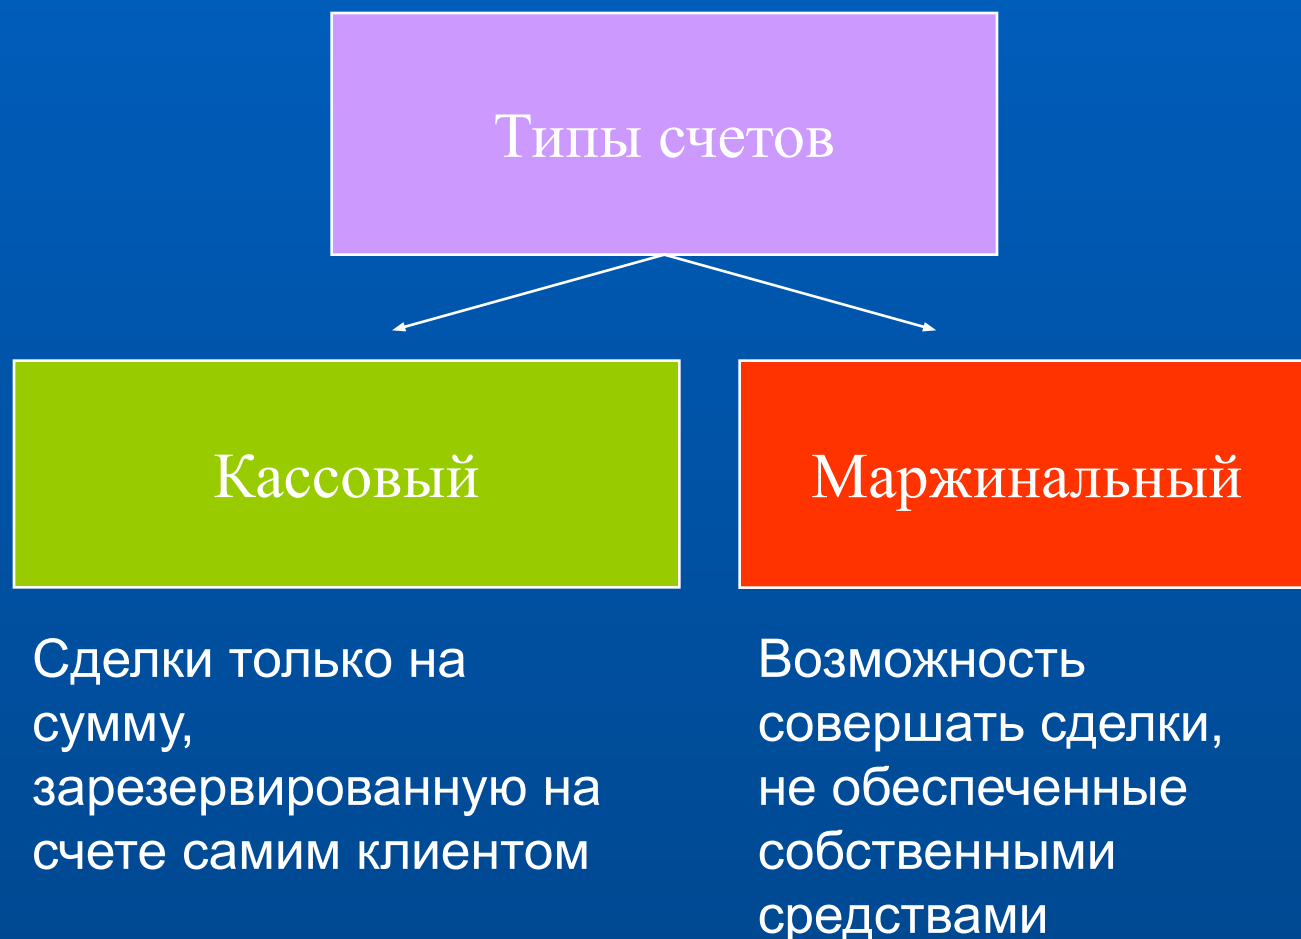 Типы счетов
Кассовый
Маржинальный
Сделки только на
сумму,
зарезервированную на
счете самим клиентом
Возможность
совершать сделки,
не обеспеченные
собственными
средствами